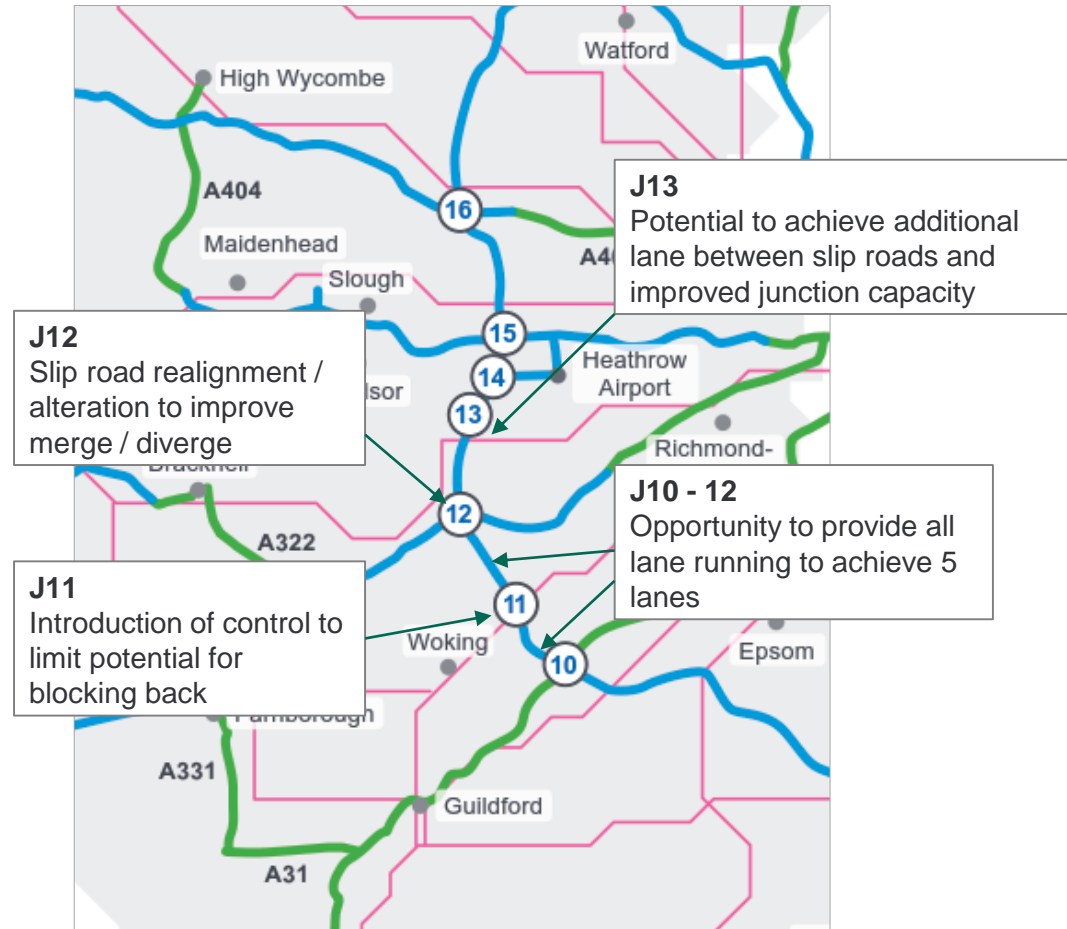 Watford
High Wycombe
A404
16
J13
Potential to achieve additional
lane between slip roads and
improved junction capacity
Maidenhead
Slough
J12
Slip road realignment /
alteration to improve
merge / diverge
15
Heathrow
Airport
14
13
Richmond-
12
A322
J10 - 12
Opportunity to provide all
lane running to achieve 5
lanes
J11
Introduction of control to
limit potential for
blocking back
11
Woking
10
Epsom
A331
Guildford
A31